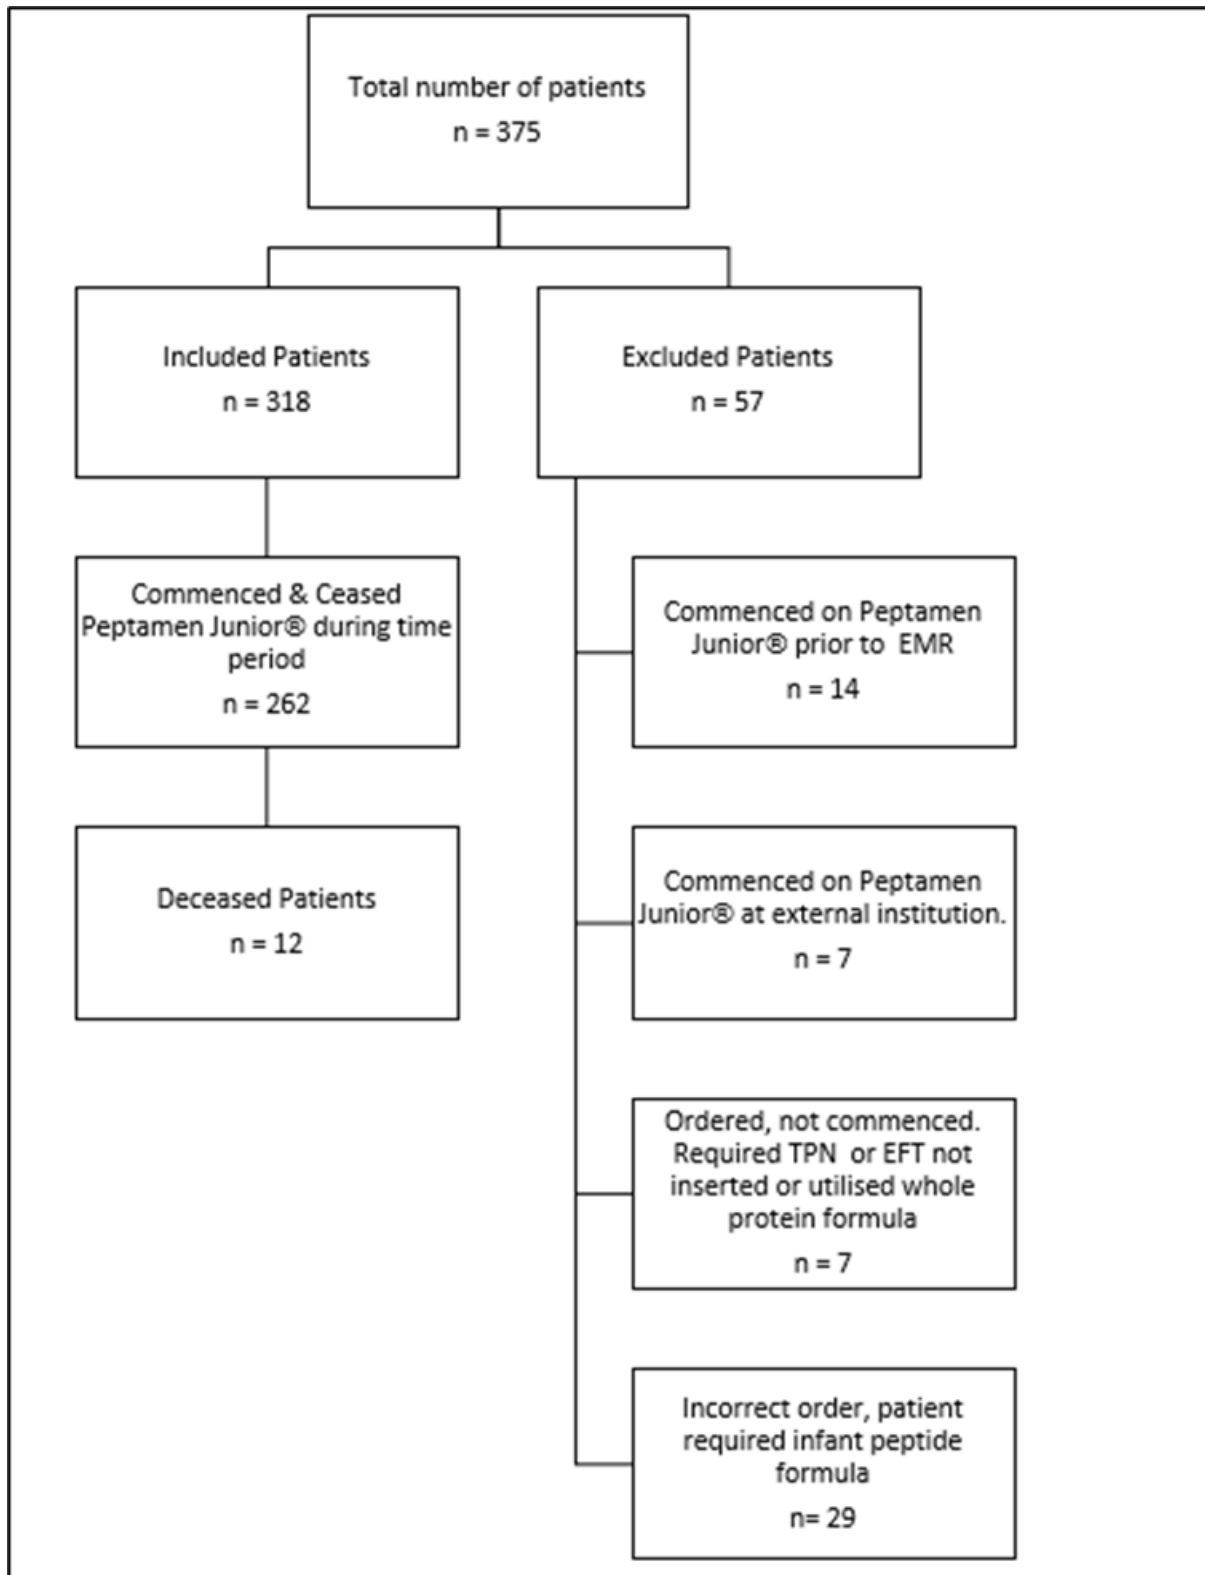 Total number of patients
n = 375
Included Patients
n = 318
Excluded Patients
n = 57
Commenced & Ceased
Peptamen Junior® during time
period
n = 262
Deceased Patients
n = 12
Commenced on Peptamen
Junior® prior to EMR
n = 14
Commenced on Peptamen
Junior® at external institution.
n = 7
Ordered, not commenced.
Required TPN or EFT not
inserted or utilised whole
protein formula
n = 7
Incorrect order, patient
required infant peptide
formula
n= 29